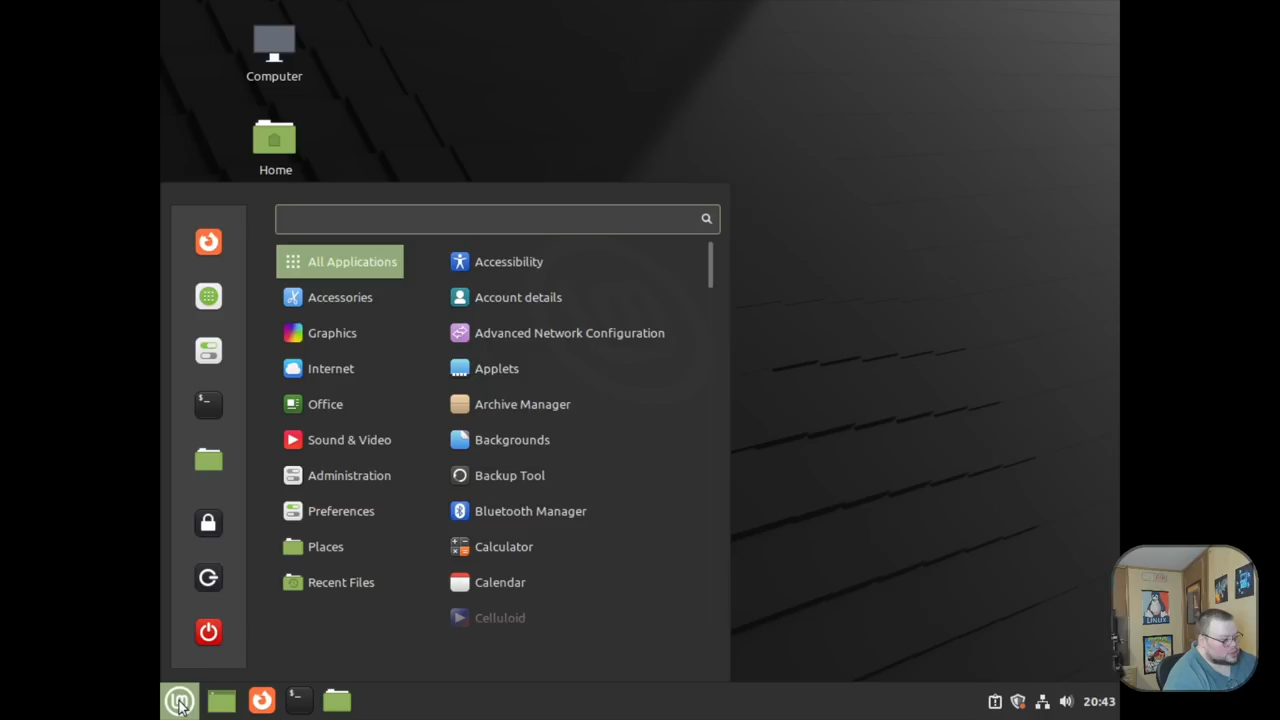 Computer
Home
All Applications
Accessories
Graphics
Internet
Office
Sound & Video
Administration
Preferences
Places
Recent Files
Accessibility
Account details
Advanced Network Configuration
Applets
Archive Manager
Backgrounds
Backup Tool
Bluetooth Manager
Calculator
Calendar
Celluloid
LINUX
20:43